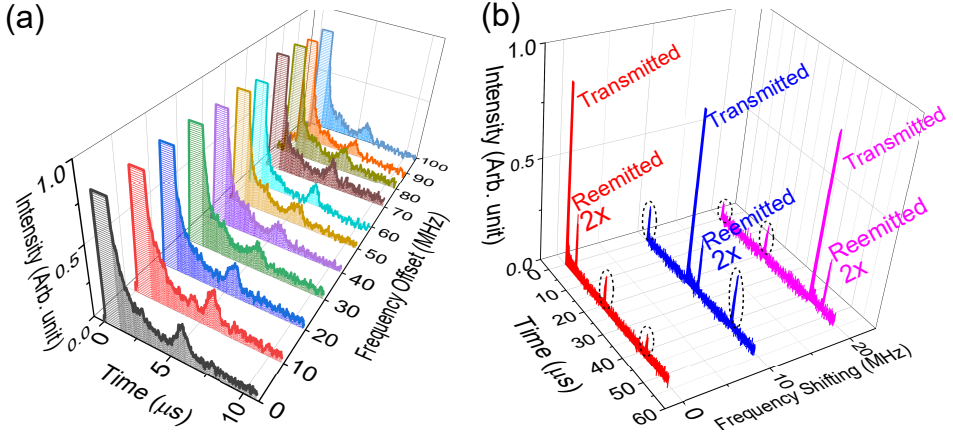 (a)
1.0
0.5
0.0
Intensity (Arb. unit)
0
5
10
Time (μs)
0
10
20
30
40
50
60
70
80
90
100
Frequency Offset (MHz)
(b)
1.0
0.5
0.0
Intensity (Arb. unit)
Transmitted
Reemitted
2x
Transmitted
Reemitted
2x
Transmitted
Reemitted
2x
0
10
20
30
40
50
60
Time (μs)
0
10
20
Frequency Shifting (MHz)